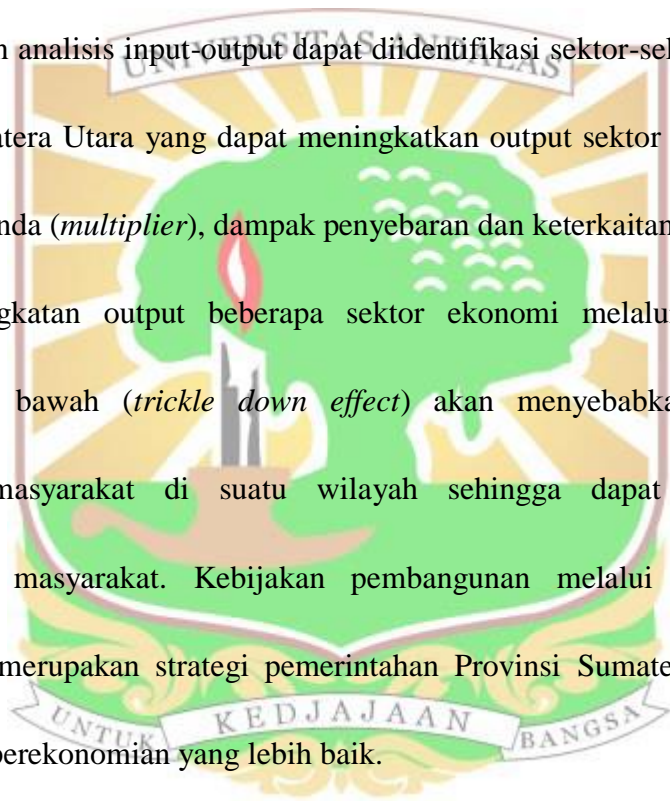 UNIVERSITAS ANDALAS
n analisis input-output dapat diidentifikasi sektor-sel
atera Utara yang dapat meningkatkan output sektor
nda (multiplier), dampak penyebaran dan keterkaitan
gkatan output beberapa sektor ekonomi melalu
bawah (trickle down effect) akan menyebabka
masyarakat di suatu wilayah sehingga dapat
masyarakat. Kebijakan pembangunan melalui
merupakan strategi pemerintahan Provinsi Sumate
UNTUK KEDJAJAAN BANGSA
perekonomian yang lebih baik.